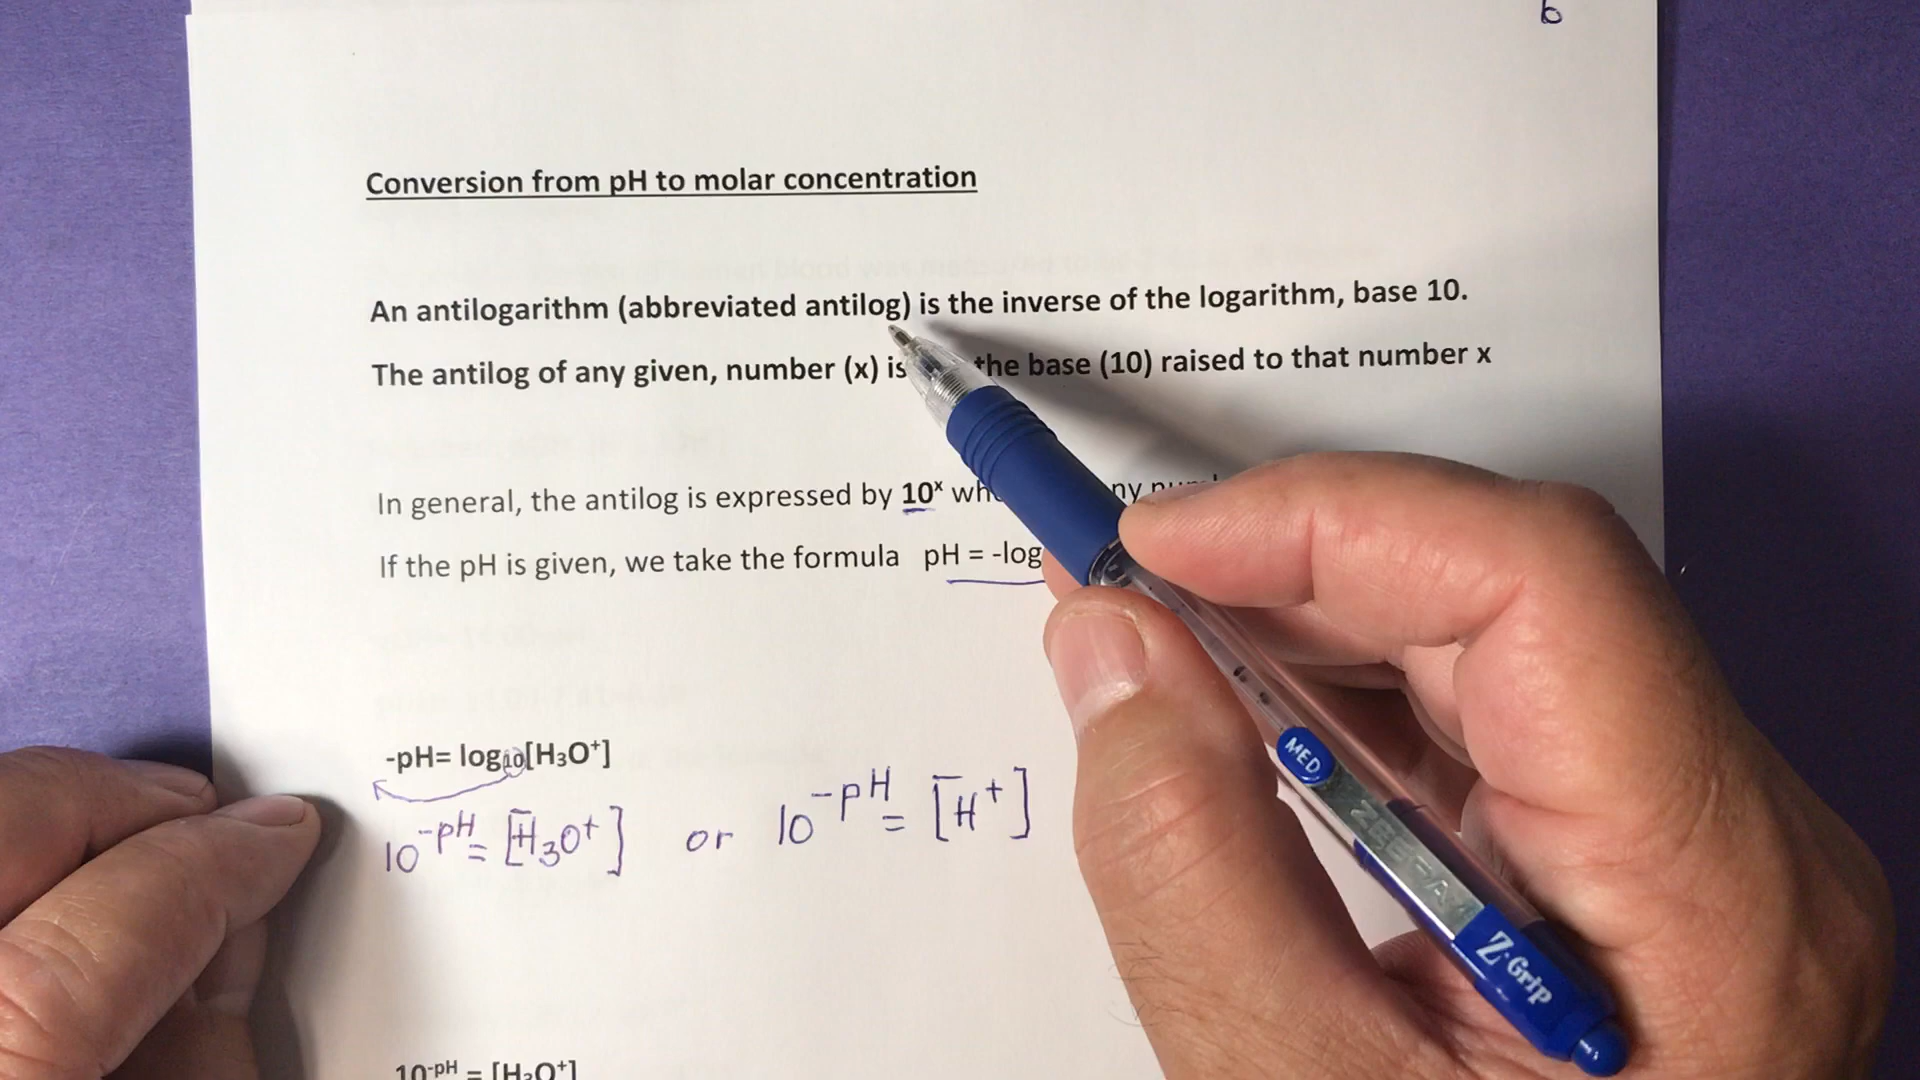 6
Conversion from pH to molar concentration
An antilogarithm (abbreviated antilog) is the inverse of the logarithm, base 10.
The antilog of any given, number (x) is the base (10) raised to that number x
In general, the antilog is expressed by 10ˣ
If the pH is given, we take the formula pH = -log
-pH= log₁₀[H₃O⁺]
10⁻ᵖᴴ = [H₃O⁺] or 10⁻ᵖᴴ = [H⁺]
10⁻ᵖᴴ = [H₃O⁺]
MED
ZEBRA
Z-Grip